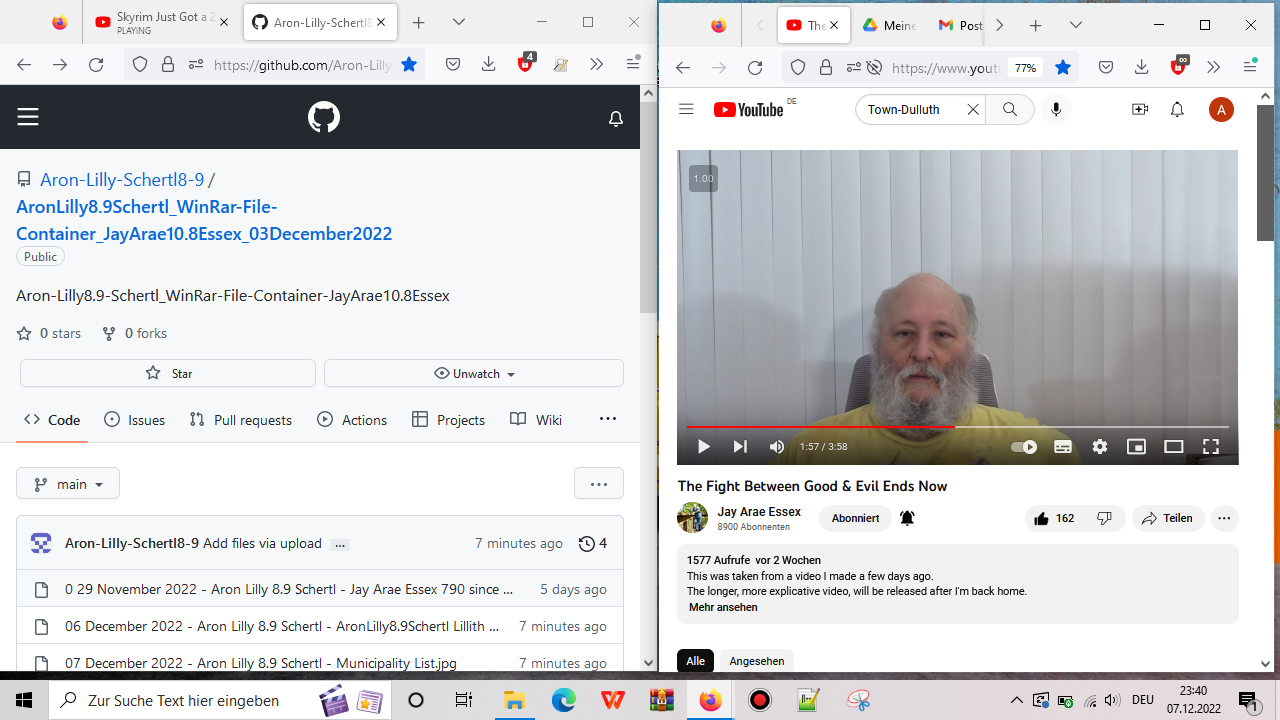 Skyrim Just Got a 2
PLAYING
Aron-Lilly-Schertl8
https://github.com/Aron-Lilly
4
Aron-Lilly-Schertl8-9 /
AronLilly8.9Schertl_WinRar-File-
Container_JayArae10.8Essex_03December2022
Public
Aron-Lilly8.9-Schertl_WinRar-File-Container-JayArae10.8Essex
0 stars
0 forks
Star
Unwatch
Code
Issues
Pull requests
Actions
Projects
Wiki
main
Aron-Lilly-Schertl8-9 Add files via upload ...
7 minutes ago
4
0 29 November 2022 - Aron Lilly 8.9 Schertl - Jay Arae Essex 790 since ...
5 days ago
06 December 2022 - Aron Lilly 8.9 Schertl - AronLilly8.9Schertl Lillith ...
7 minutes ago
07 December 2022 - Aron Lilly 8.9 Schertl - Municipality List.jpg
7 minutes ago
The
Meine
Post
https://www.yout
77%
∞
YouTube DE
Town-Dulluth
A
1.00
1:57 / 3:58
The Fight Between Good & Evil Ends Now
Jay Arae Essex
8900 Abonnenten
Abonniert
162
Teilen
1577 Aufrufe vor 2 Wochen
This was taken from a video I made a few days ago.
The longer, more explicative video, will be released after I'm back home.
Mehr ansehen
Alle
Angesehen
Zur Suche Text hier eingeben
DEU
23:40
07.12.2022
1